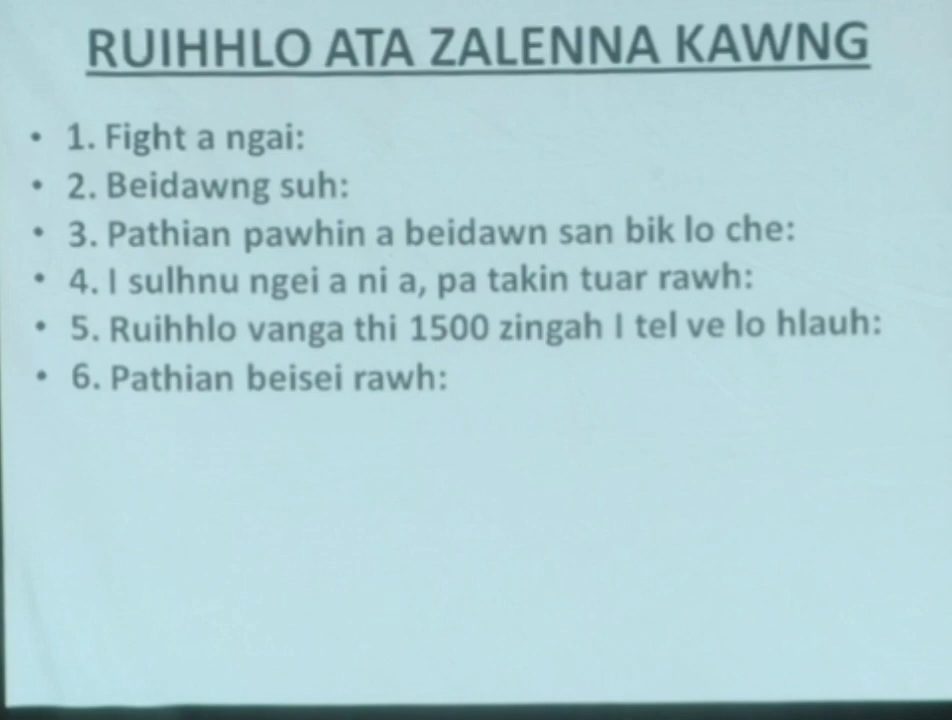 RUIHHLO ATA ZALENNA KAWNG
• 1. Fight a ngai:
• 2. Beidawng suh:
• 3. Pathian pawhin a beidawn san bik lo che:
• 4. I sulhnu ngei a ni a, pa takin tuar rawh:
• 5. Ruihhlo vanga thi 1500 zingah I tel ve lo hlauh:
• 6. Pathian beisei rawh: